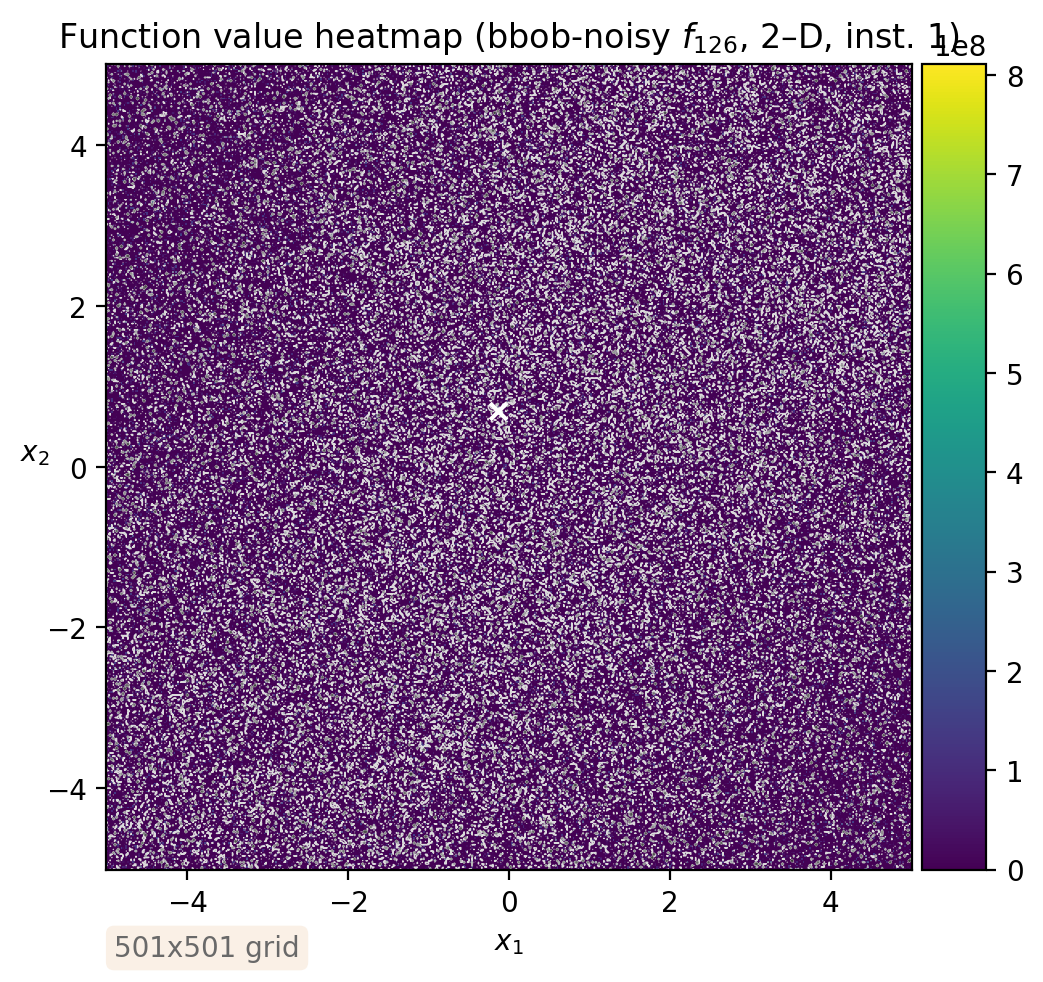 Function value heatmap (bbob-noisy f126, 2–D, inst. 1)
1e8
8
7
6
5
4
3
2
1
0
4
2
0
−2
−4
x2
−4 −2 0 2 4
x1
501x501 grid